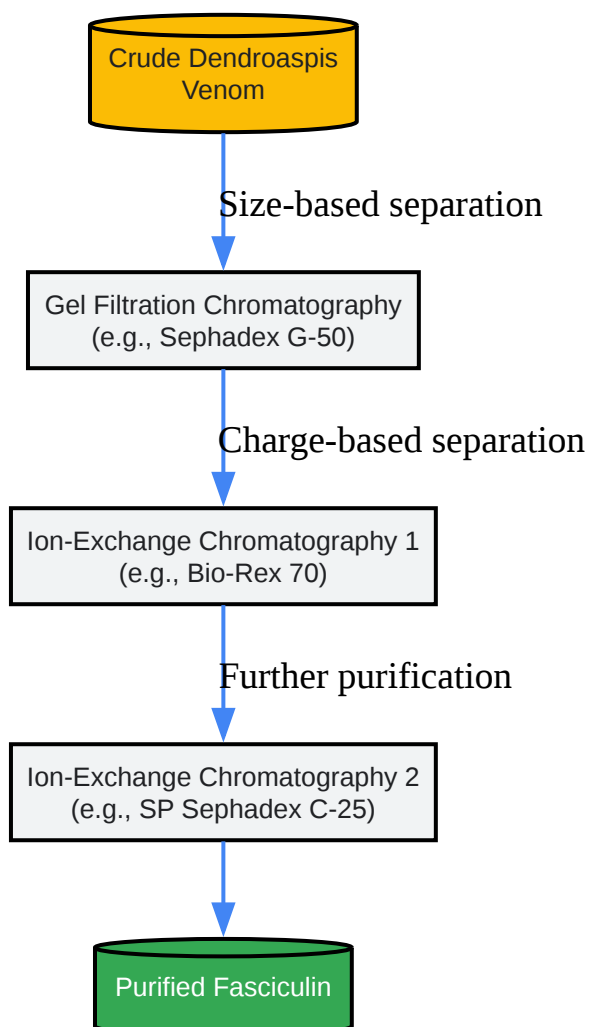 Crude Dendroaspis
Venom
Size-based separation
Gel Filtration Chromatography
(e.g., Sephadex G-50)
Charge-based separation
Ion-Exchange Chromatography 1
(e.g., Bio-Rex 70)
Further purification
Ion-Exchange Chromatography 2
(e.g., SP Sephadex C-25)
Purified Fasciculin